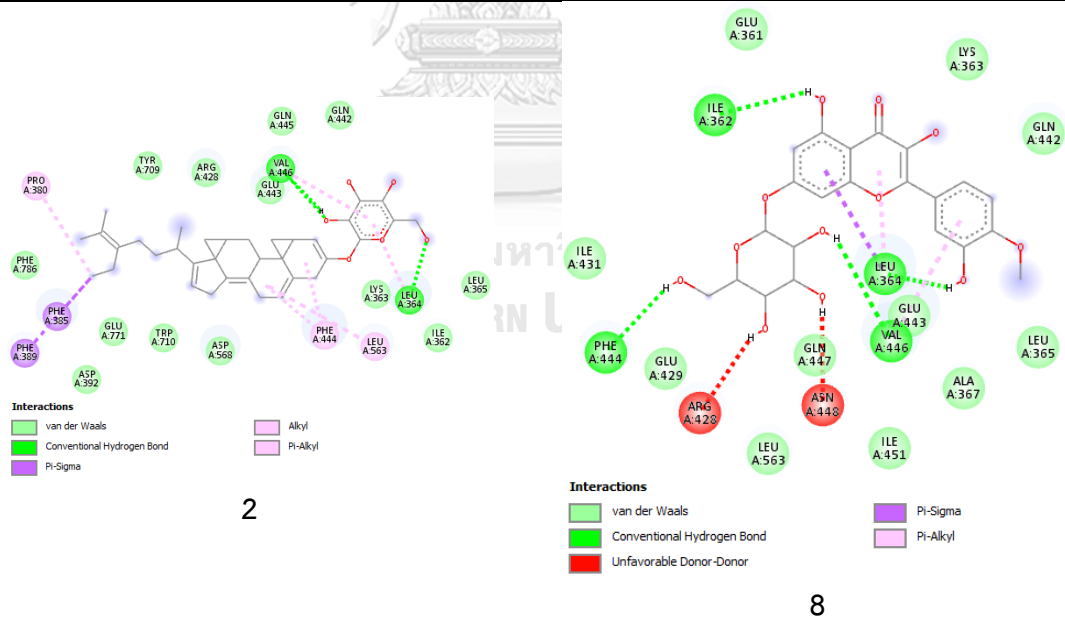 GLU
A:361
LYS
A:363
ILE
A:362
GLN
A:442
GLN
A:445
GLN
A:442
TYR
A:709
ARG
A:428
VAL
A:446
GLU
A:443
PRO
A:380
PHE
A:786
PHE
A:385
PHE
A:389
GLU
A:771
TRP
A:710
ASP
A:568
ASP
A:392
LYS
A:363
LEU
A:364
LEU
A:365
PHE
A:444
LEU
A:563
ILE
A:362
H
O
O
O
O
O
O
Interactions
van der Waals
Conventional Hydrogen Bond
Pi-Sigma
Alkyl
Pi-Alkyl
2
มหาวิ
RN U
H
O
O
O
O
O
O
H
O
H
O
O
H
O
H
O
H
O
ILE
A:431
LEU
A:364
GLU
A:443
VAL
A:446
LEU
A:365
PHE
A:444
GLU
A:429
GLN
A:447
ALA
A:367
ARG
A:428
ASN
A:448
LEU
A:563
ILE
A:451
Interactions
van der Waals
Conventional Hydrogen Bond
Unfavorable Donor-Donor
Pi-Sigma
Pi-Alkyl
8